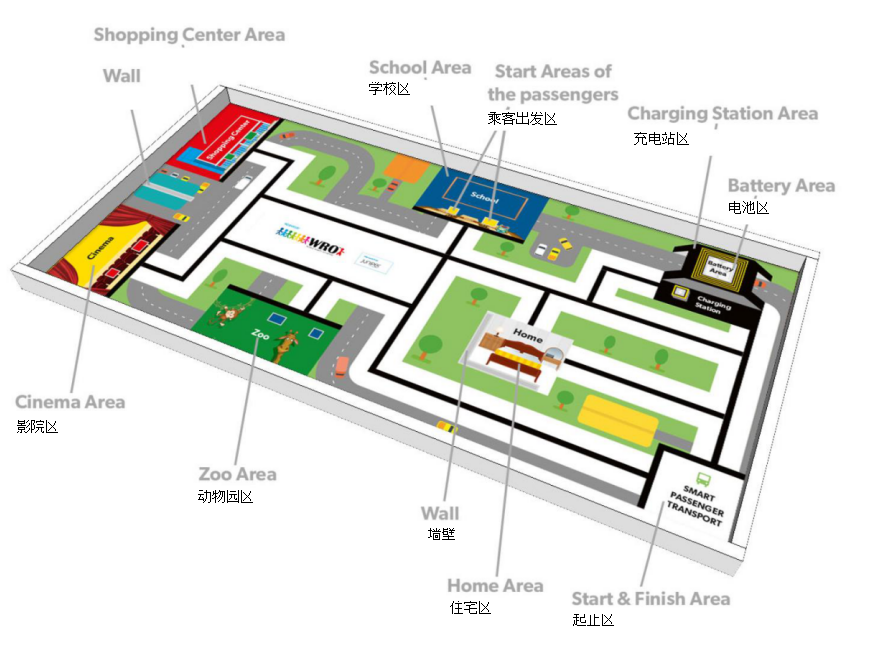 Shopping Center Area
Wall
School Area
学校区
Start Areas of
the passengers
乘客出发区
Charging Station Area
充电站区
Battery Area
电池区
Shopping Center
School
Cinema
WRO
Battery
Area
Charging
Station
Zoo
Home
Cinema Area
影院区
Zoo Area
动物园区
SMART
PASSENGER
TRANSPORT
Wall
墙壁
Home Area
住宅区
Start & Finish Area
起止区